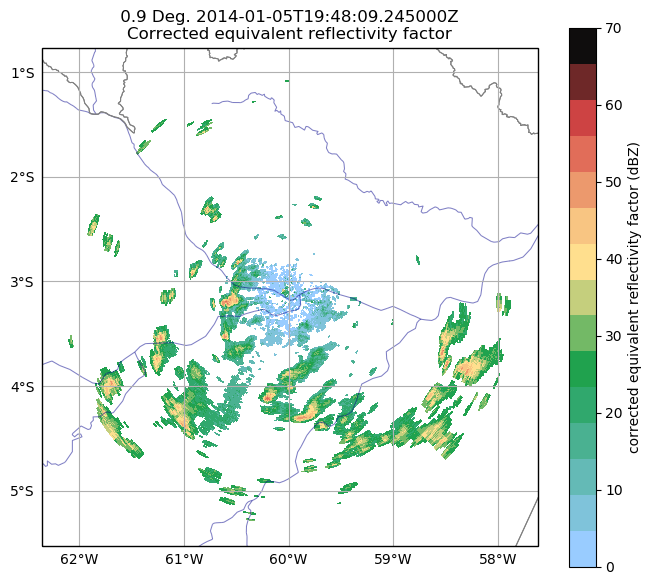 0.9 Deg. 2014-01-05T19:48:09.245000Z
Corrected equivalent reflectivity factor
1°S
2°S
3°S
4°S
5°S
62°W
61°W
60°W
59°W
58°W
70
60
50
40
30
20
10
0
corrected equivalent reflectivity factor (dBZ)